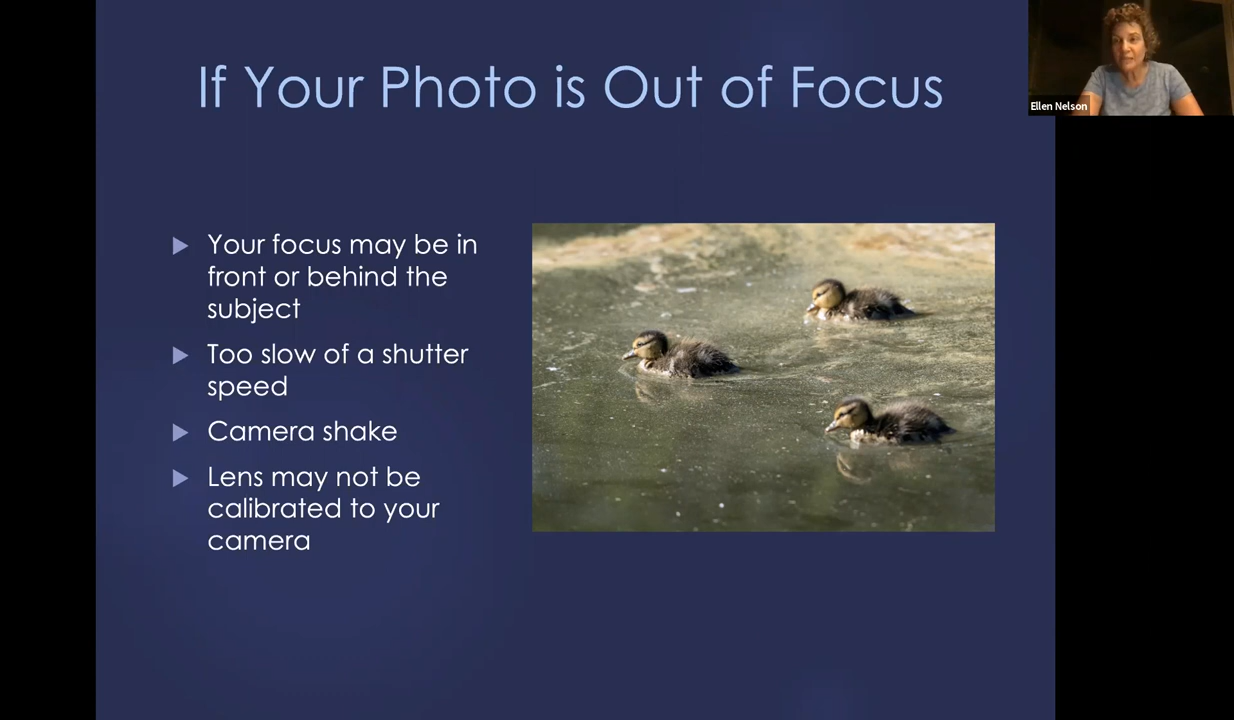 If Your Photo is Out of Focus
Ellen Nelson
Your focus may be in
front or behind the
subject
Too slow of a shutter
speed
Camera shake
Lens may not be
calibrated to your
camera